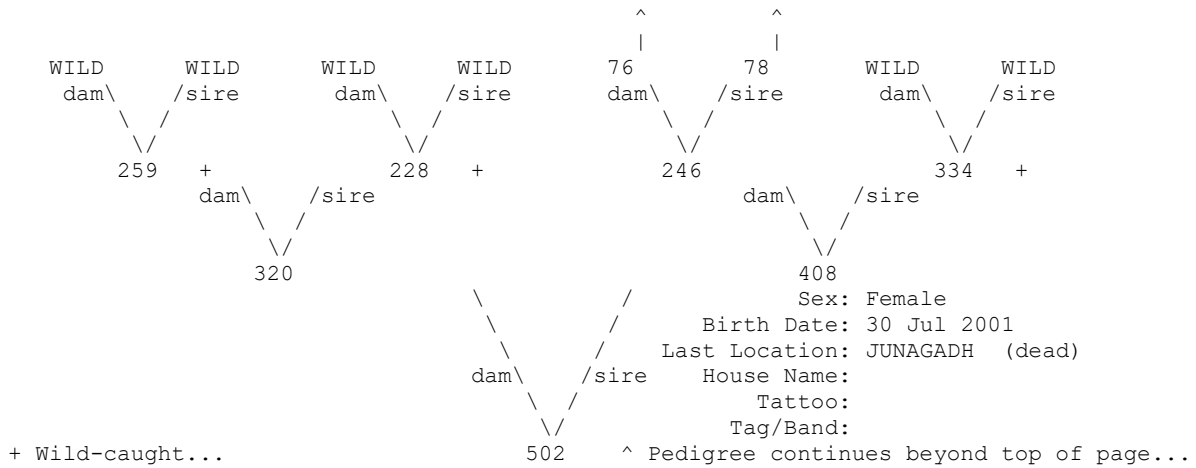 ^ ^
| |
WILD WILD WILD WILD 76 78 WILD WILD
dam\ /sire dam\ /sire dam\ /sire dam\ /sire
\ / \ / \ / \ /
\/ \/ \/ \/
259 + 228 + 246 334 +
dam\ /sire dam\ /sire
\ / \ /
\/ \/
320 408
\ / Sex: Female
\ / Birth Date: 30 Jul 2001
\ / Last Location: JUNAGADH (dead)
dam\ /sire House Name:
\ / Tattoo:
\/ Tag/Band:
+ Wild-caught... 502 ^ Pedigree continues beyond top of page...